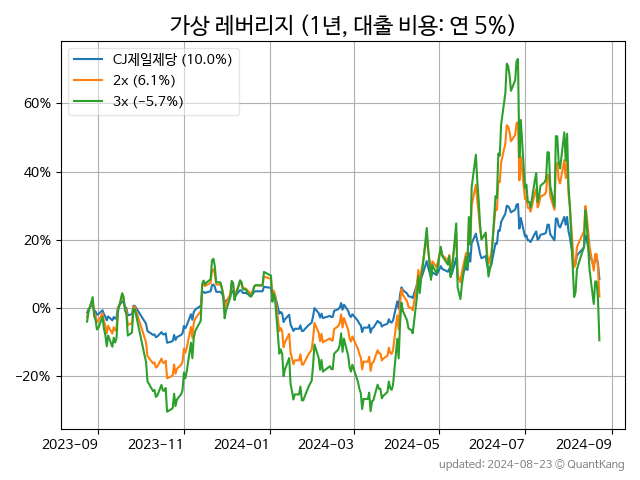 가상 레버리지 (1년, 대출 비용: 연 5%)
CJ제일제당 (10.0%)
2x (6.1%)
3x (−5.7%)
60%
40%
20%
0%
−20%
2023-09 2023-11 2024-01 2024-03 2024-05 2024-07 2024-09
updated: 2024-08-23 © QuantKang